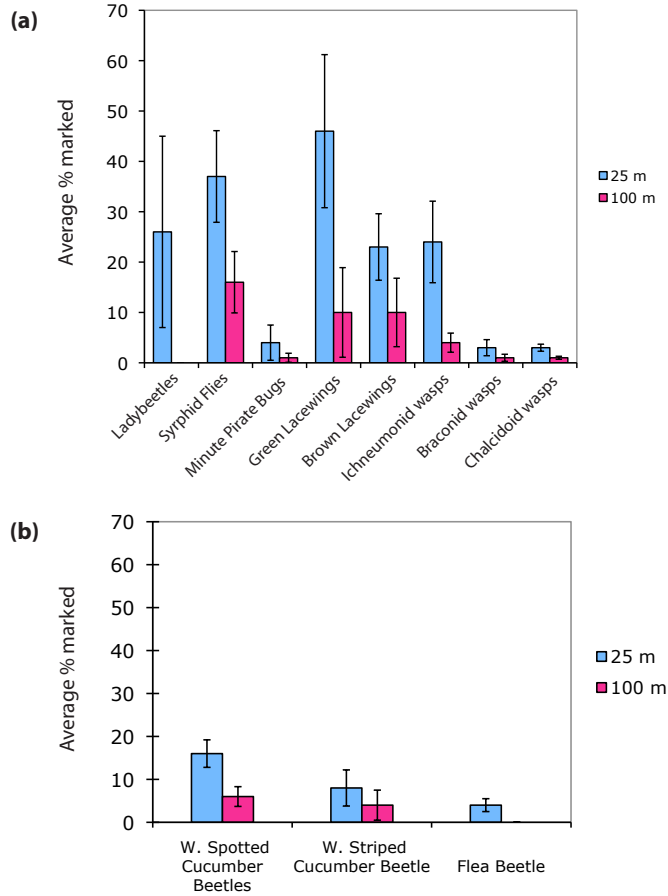 (a)
Average % marked
70
60
50
40
30
20
10
0
Ladybeetles
Syrphid Flies
Minute Pirate Bugs
Green Lacewings
Brown Lacewings
Ichneumonid wasps
Braconid wasps
Chalcidoid wasps
25 m
100 m
(b)
Average % marked
70
60
50
40
30
20
10
0
W. Spotted
Cucumber
Beetles
W. Striped
Cucumber Beetle
Flea Beetle
25 m
100 m